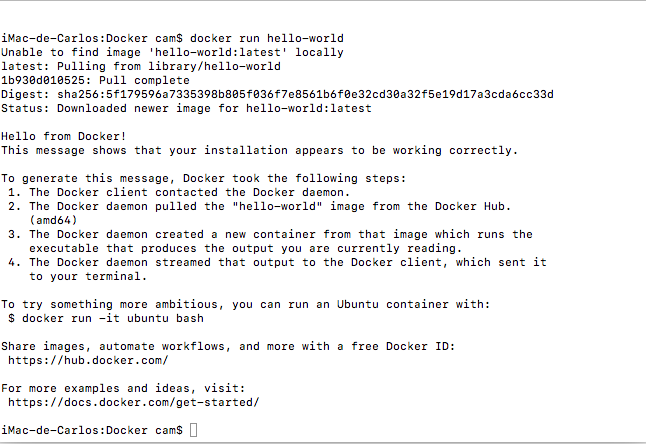 iMac-de-Carlos:Docker cam$ docker run hello-world
Unable to find image 'hello-world:latest' locally
latest: Pulling from library/hello-world
1b930d010525: Pull complete
Digest: sha256:5f179596a7335398b805f036f7e8561b6f0e32cd30a32f5e19d17a3cda6cc33d
Status: Downloaded newer image for hello-world:latest

Hello from Docker!
This message shows that your installation appears to be working correctly.

To generate this message, Docker took the following steps:
 1. The Docker client contacted the Docker daemon.
 2. The Docker daemon pulled the "hello-world" image from the Docker Hub.
    (amd64)
 3. The Docker daemon created a new container from that image which runs the
    executable that produces the output you are currently reading.
 4. The Docker daemon streamed that output to the Docker client, which sent it
    to your terminal.

To try something more ambitious, you can run an Ubuntu container with:
 $ docker run -it ubuntu bash

Share images, automate workflows, and more with a free Docker ID:
 https://hub.docker.com/

For more examples and ideas, visit:
 https://docs.docker.com/get-started/

iMac-de-Carlos:Docker cam$